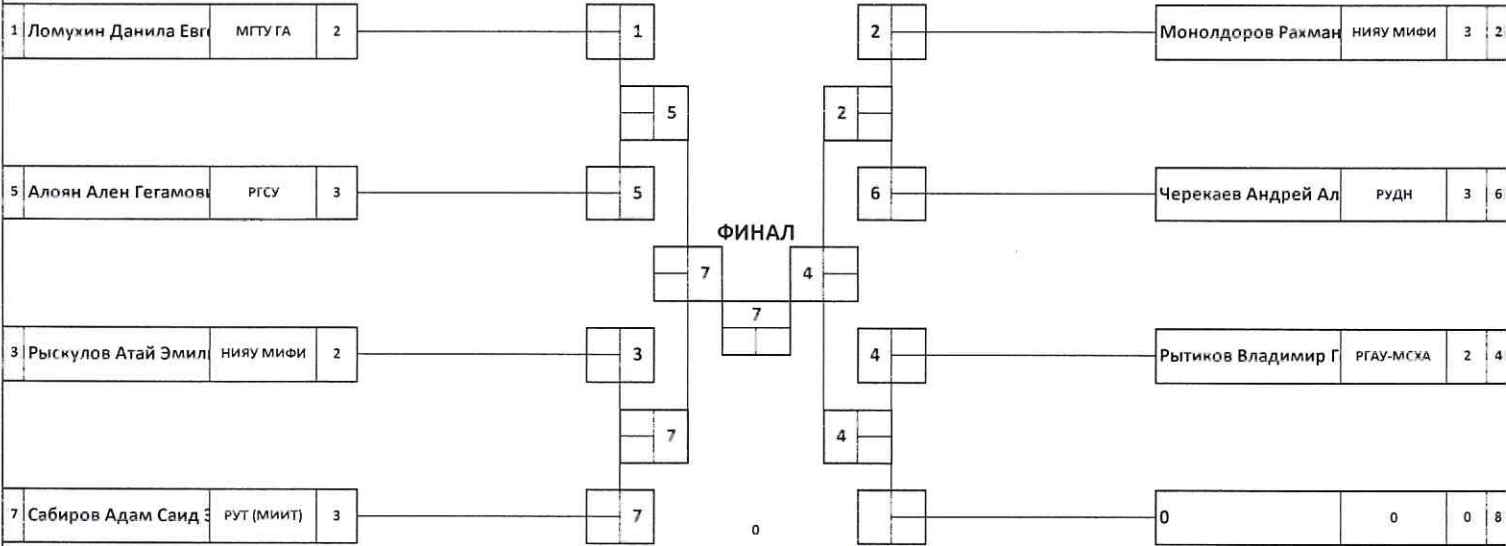 1 Ломухин Данила Евг МГТУ ГА 2 1 2 Монолдоров Рахман НИЯУ МИФИ 3 2
5 2
5 Алоян Ален Гегамов РГСУ 3 5 6 Черекаев Андрей Ал РУДН 3 6
ФИНАЛ
7 4
7
3 Рыскулов Атай Эмил НИЯУ МИФИ 2 3 4 Рытиков Владимир Г РГАУ-МСХА 2 4
7 4
7 Сабиров Адам Саид РУТ (МИИТ) 3 7 0 0 0 8
0